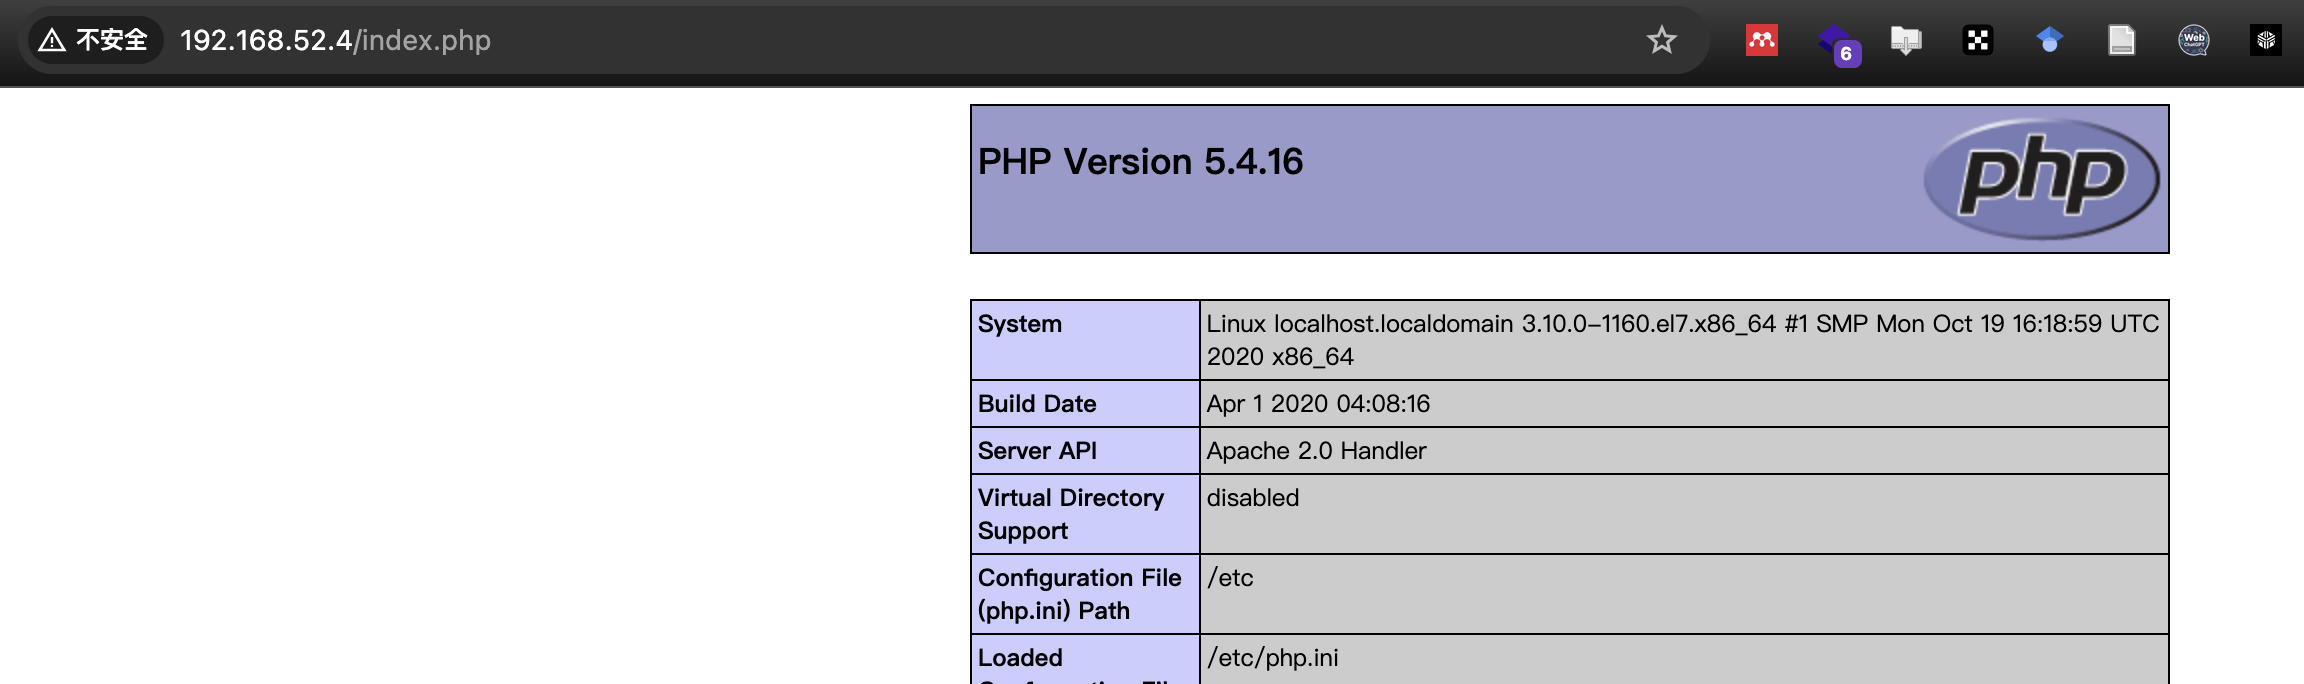 不安全 192.168.52.4/index.php
6
Web
ChatGPT
PHP Version 5.4.16
php
System
Linux localhost.localdomain 3.10.0-1160.el7.x86_64 #1 SMP Mon Oct 19 16:18:59 UTC
2020 x86_64
Build Date
Apr 1 2020 04:08:16
Server API
Apache 2.0 Handler
Virtual Directory
Support
disabled
Configuration File
(php.ini) Path
/etc
Loaded
/etc/php.ini